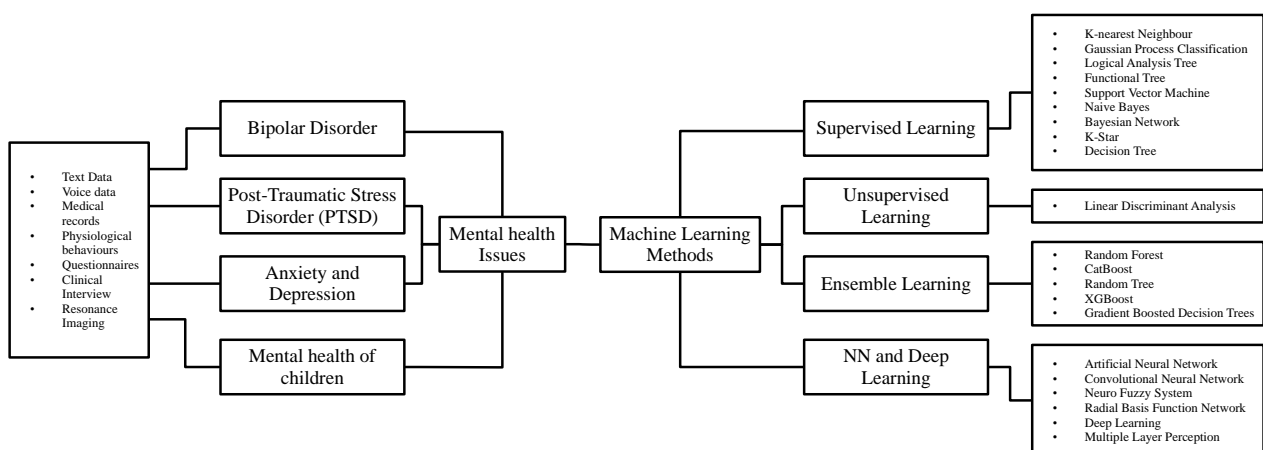 • Text Data
• Voice data
• Medical
records
• Physiological
behaviours
• Questionnaires
• Clinical
Interview
• Resonance
Imaging
Bipolar Disorder
Post-Traumatic Stress
Disorder (PTSD)
Anxiety and
Depression
Mental health of
children
Mental health
Issues
Machine Learning
Methods
Supervised Learning
Unsupervised
Learning
Ensemble Learning
NN and Deep
Learning
• K-nearest Neighbour
• Gaussian Process Classification
• Logical Analysis Tree
• Functional Tree
• Support Vector Machine
• Naive Bayes
• Bayesian Network
• K-Star
• Decision Tree
• Linear Discriminant Analysis
• Random Forest
• CatBoost
• Random Tree
• XGBoost
• Gradient Boosted Decision Trees
• Artificial Neural Network
• Convolutional Neural Network
• Neuro Fuzzy System
• Radial Basis Function Network
• Deep Learning
• Multiple Layer Perception